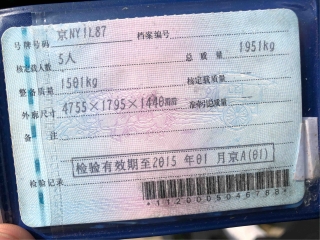 号牌号码 京NY1L87 档案编号
核定载人数 5人 总质量 1951kg
整备质量 1501kg 核定载质量
外廓尺寸 4755×1795×1440mm 准牵引总质量
备注
检验有效期至2015年01月京A(01)
检验记录
*1120005046788*